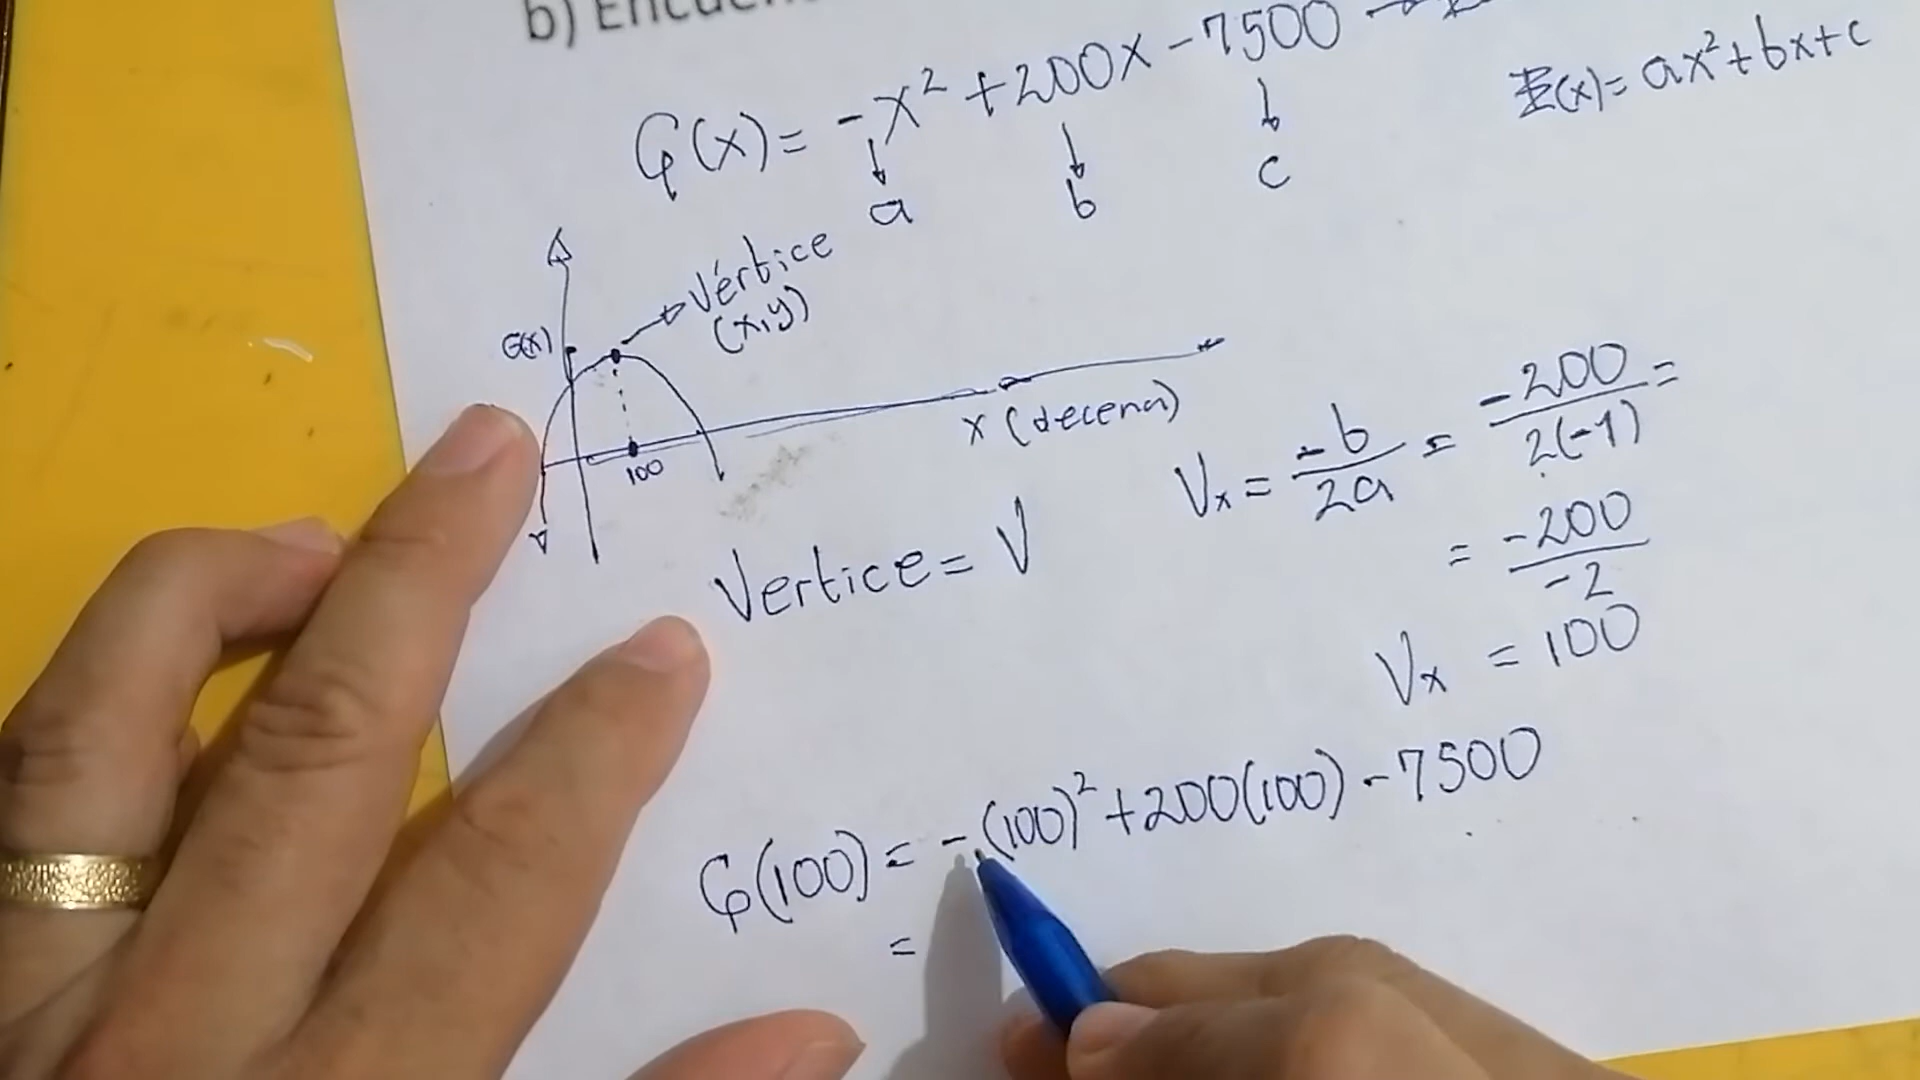 b)
G(x) = -x² + 200x - 7500 →
(x) = ax² + bx + c
a b c
Vértice
(x,y)
G(x)
100
x (decena)
Vertice = V
Vx = -b/2a = -200/2(-1) =
= -200/-2
Vx = 100
G(100) = -(100)² + 200(100) - 7500
=